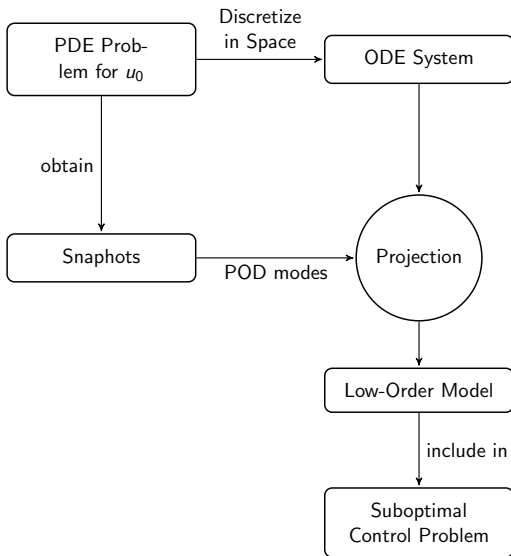 PDE Prob-
lem for u₀
Discretize
in Space
ODE System
obtain
Snaphots
POD modes
Projection
Low-Order Model
include in
Suboptimal
Control Problem